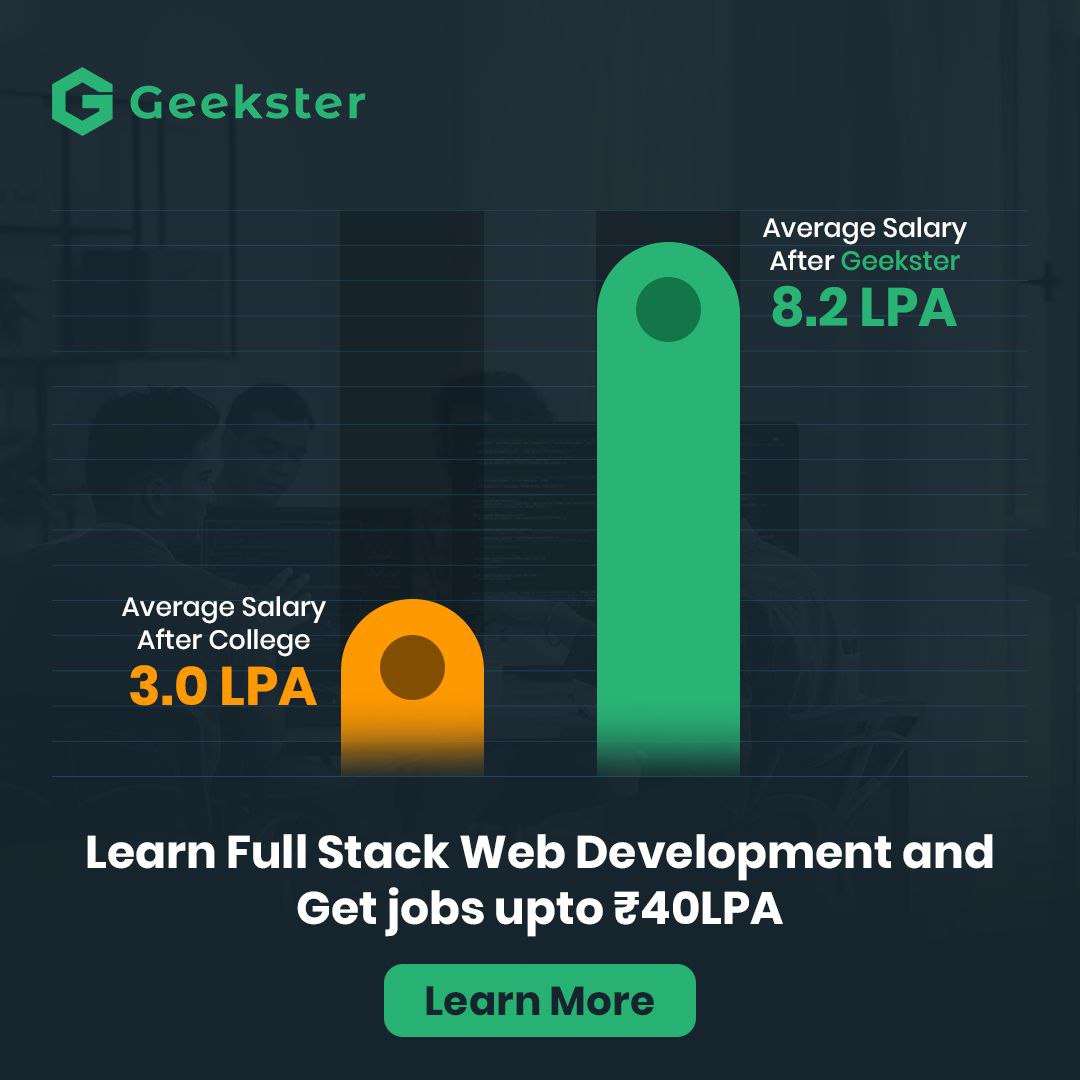 Geekster
Average Salary
After Geekster
8.2 LPA
Average Salary
After College
3.0 LPA
Learn Full Stack Web Development and
Get jobs upto ₹40LPA
Learn More